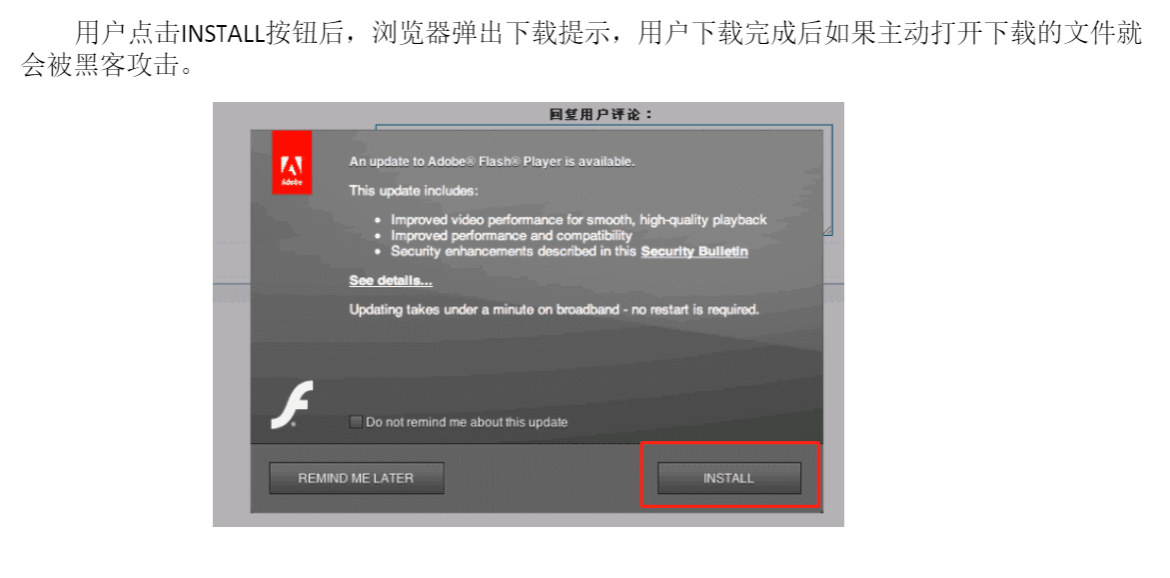 用户点击INSTALL按钮后，浏览器弹出下载提示，用户下载完成后如果主动打开下载的文件就
会被黑客攻击。
回复用户评论：
Adobe
An update to Adobe® Flash® Player is available.
This update includes:
• Improved video performance for smooth, high-quality playback
• Improved performance and compatibility
• Security enhancements described in this Security Bulletin
See details...
Updating takes under a minute on broadband - no restart is required.
Do not remind me about this update
REMIND ME LATER
INSTALL